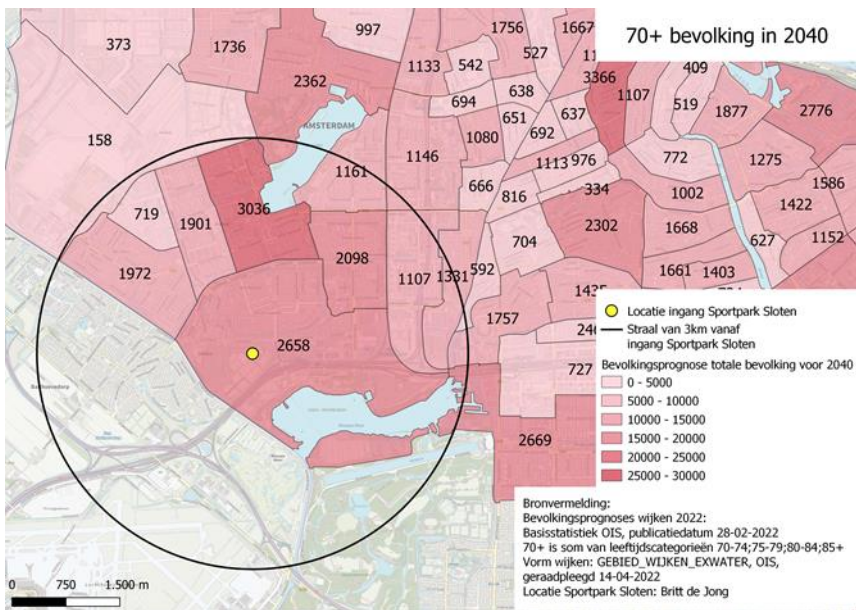 70+ bevolking in 2040
373
1736
997
1133
1756
542
527
1667
3366
1107
409
519
1877
2776
2362
694
638
651
637
692
AMSTERDAM
158
1161
1146
1080
666
1113
976
772
1275
1586
816
334
1002
1422
719
1901
3036
704
2302
1668
627
1152
1972
2098
1107
1331
592
1661
1403
2658
1757
1435
727
2669
Locatie ingang Sportpark Sloten
Straal van 3km vanaf
ingang Sportpark Sloten
Bevolkingsprognose totale bevolking voor 2040
0 - 5000
5000 - 10000
10000 - 15000
15000 - 20000
20000 - 25000
25000 - 30000
Bronvermelding:
Bevolkingsprognoses wijken 2022:
Basisstatistiek OIS, publicatiedatum 28-02-2022
70+ is som van leeftijdscategorieën 70-74;75-79;80-84;85+
Vorm wijken: GEBIED_WIJKEN_EXWATER, OIS,
geraadpleegd 14-04-2022
Locatie Sportpark Sloten: Britt de Jong
0 750 1.500 m